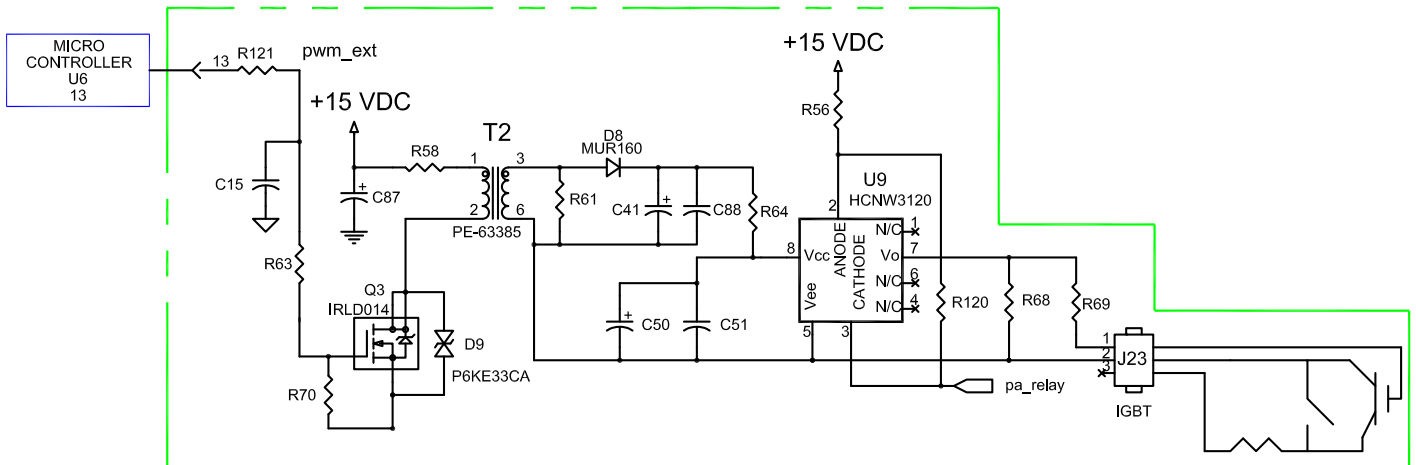 MICRO
CONTROLLER
U6
13
13
R121
pwm_ext
+15 VDC
+15 VDC
R56
C15
R58
T2
1
3
2
6
PE-63385
D8
MUR160
C87
R61
C41
C88
R64
U9
HCNW3120
2
ANODE
CATHODE
N/C
1
8
Vcc
Vo
7
N/C
6
N/C
4
Vee
5
3
R63
Q3
IRLD014
D9
P6KE33CA
R70
C50
C51
R120
R68
R69
pa_relay
1
2
3
J23
IGBT
+
+
+